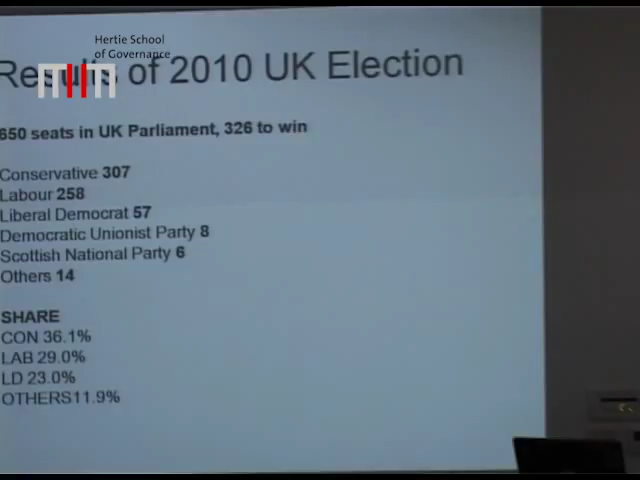 Hertie School
of Governance
Results of 2010 UK Election
650 seats in UK Parliament, 326 to win
Conservative 307
Labour 258
Liberal Democrat 57
Democratic Unionist Party 8
Scottish National Party 6
Others 14
SHARE
CON 36.1%
LAB 29.0%
LD 23.0%
OTHERS11.9%